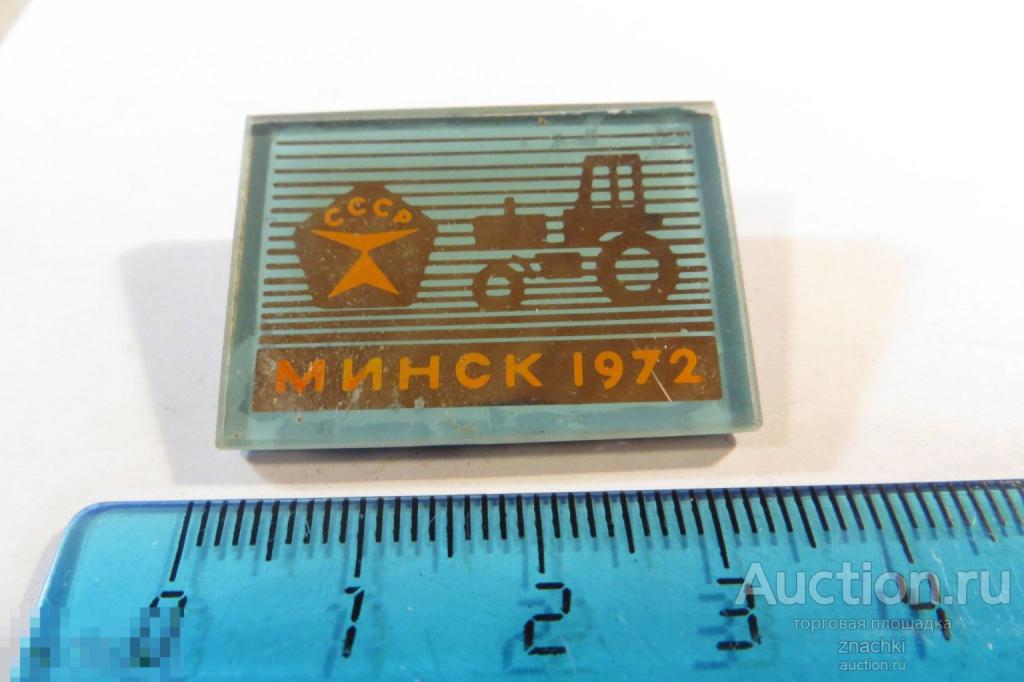 СССР
МИНСК 1972
0 1 2 3 4
Auction.ru
торговая площадка
znachki
auction.ru